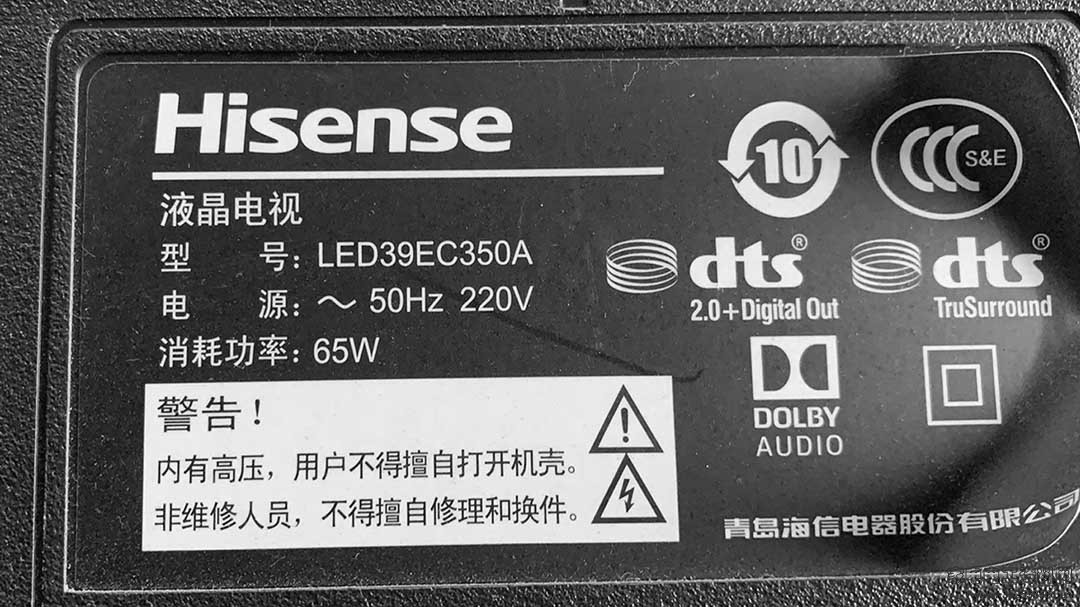 Hisense
液晶电视
型 号: LED39EC350A
电 源: ～ 50Hz 220V
消耗功率: 65W
警告!
内有高压，用户不得擅自打开机壳。
非维修人员，不得擅自修理和换件。
10
CCC S&E
dts®
2.0+Digital Out
dts®
TruSurround
DOLBY
AUDIO
青岛海信电器股份有限公司